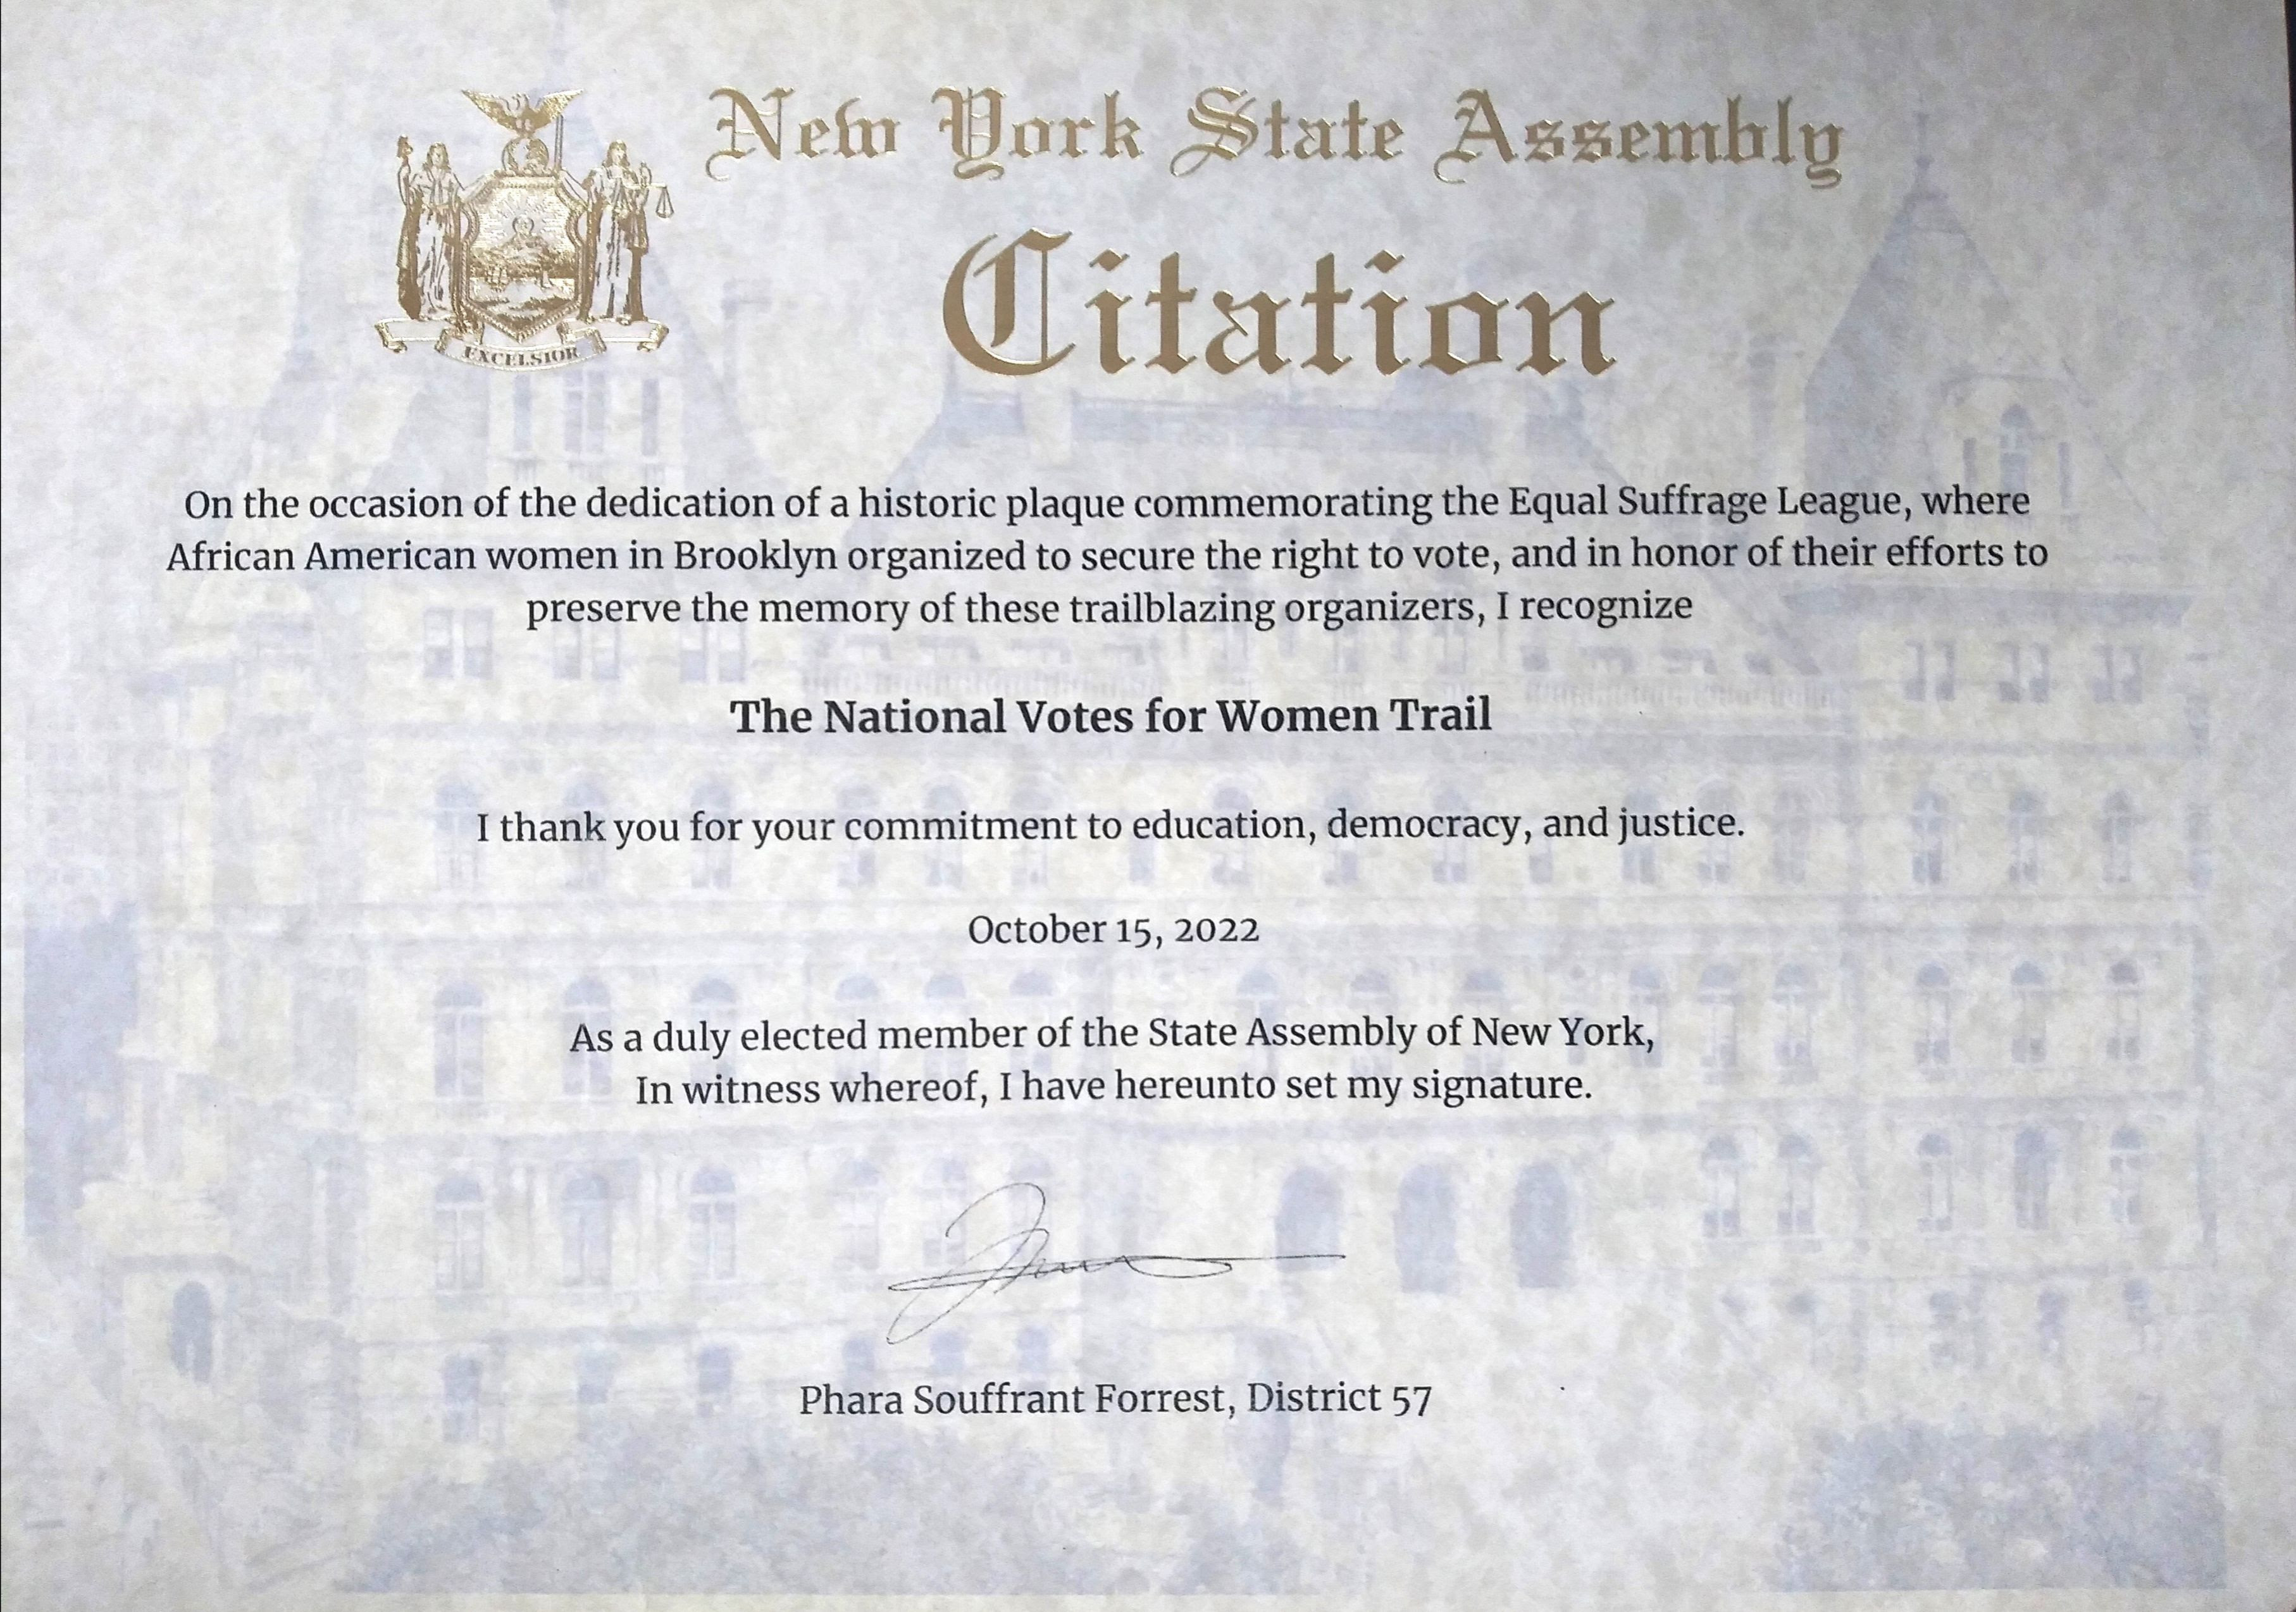 New York State Assembly
Citation
EXCELSIOR
On the occasion of the dedication of a historic plaque commemorating the Equal Suffrage League, where
African American women in Brooklyn organized to secure the right to vote, and in honor of their efforts to
preserve the memory of these trailblazing organizers, I recognize
The National Votes for Women Trail
I thank you for your commitment to education, democracy, and justice.
October 15, 2022
As a duly elected member of the State Assembly of New York,
In witness whereof, I have hereunto set my signature.
Phara Souffrant Forrest, District 57